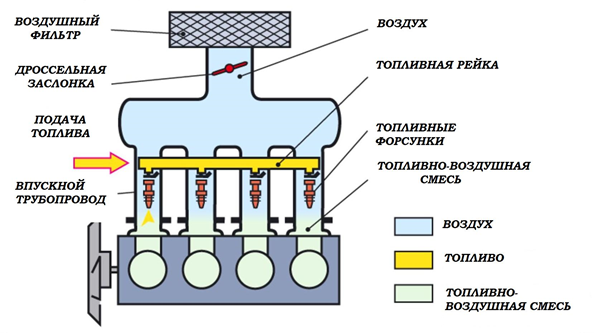 ВОЗДУШНЫЙ
ФИЛЬТР
ДРОССЕЛЬНАЯ
ЗАСЛОНКА
ПОДАЧА
ТОПЛИВА
ВПУСКНОЙ
ТРУБОПРОВОД
ВОЗДУХ
ТОПЛИВНАЯ РЕЙКА
ТОПЛИВНЫЕ
ФОРСУНКИ
ТОПЛИВНО-ВОЗДУШНАЯ
СМЕСЬ
ВОЗДУХ
ТОПЛИВО
ТОПЛИВНО-
ВОЗДУШНАЯ СМЕСЬ